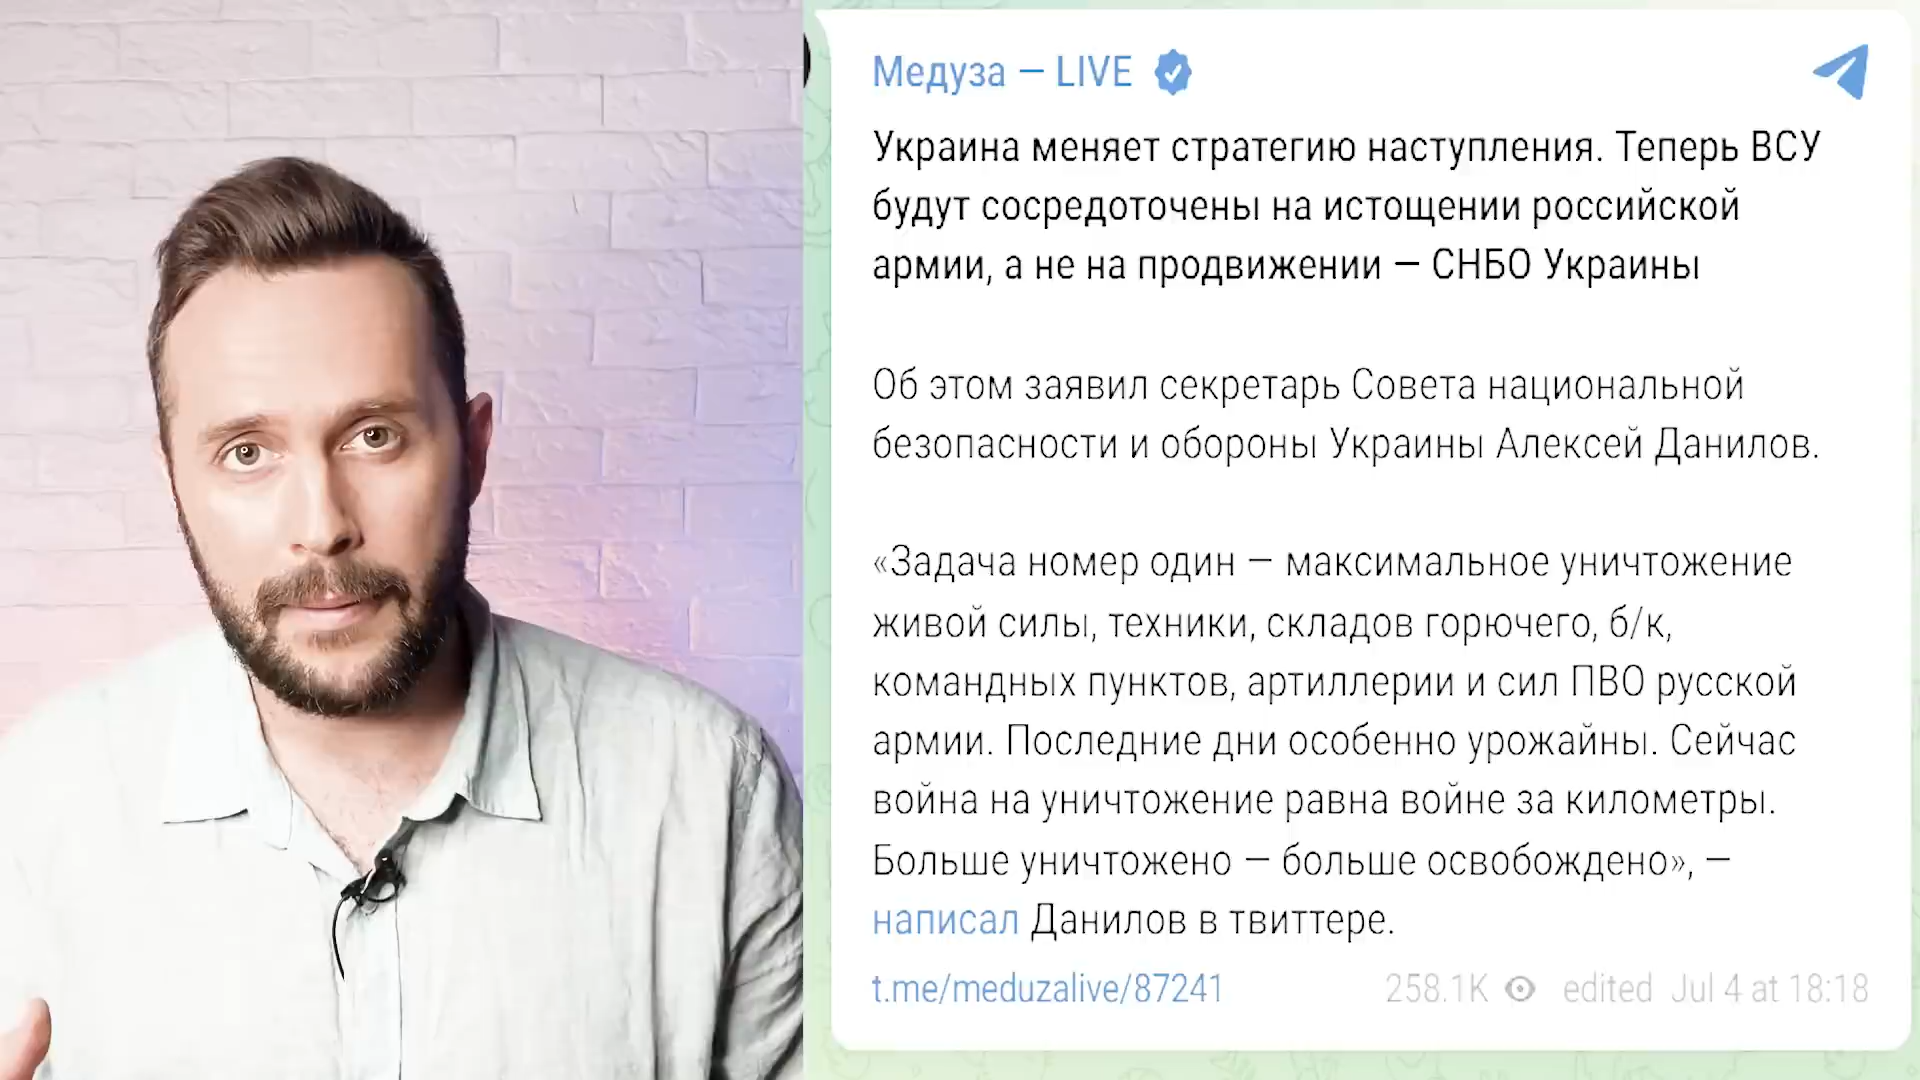 Медуза — LIVE
Украина меняет стратегию наступления. Теперь ВСУ
будут сосредоточены на истощении российской
армии, а не на продвижении — СНБО Украины
Об этом заявил секретарь Совета национальной
безопасности и обороны Украины Алексей Данилов.
«Задача номер один — максимальное уничтожение
живой силы, техники, складов горючего, б/к,
командных пунктов, артиллерии и сил ПВО русской
армии. Последние дни особенно урожайны. Сейчас
война на уничтожение равна войне за километры.
Больше уничтожено — больше освобождено», —
написал Данилов в твиттере.
t.me/meduzalive/87241 258.1K edited Jul 4 at 18:18